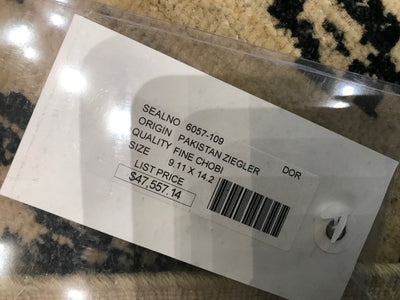 SEALNO 6057-109
ORIGIN PAKISTAN ZIEGLER DOR
QUALITY FINE CHOBI
SIZE 9.11 X 14.2
LIST PRICE
$47,557.14